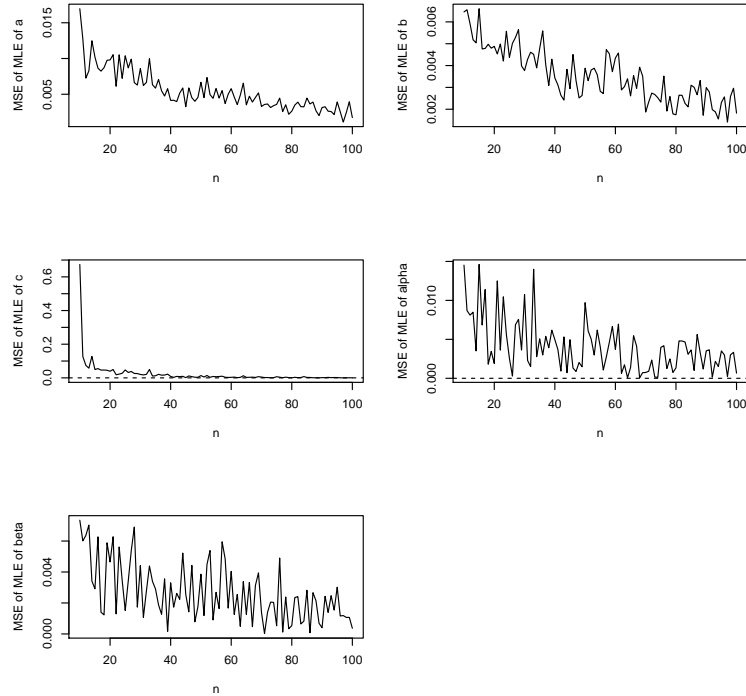 MSE of MLE of a
0.005 0.015
20 40 60 80 100
n
MSE of MLE of b
0.002 0.004 0.006
20 40 60 80 100
n
MSE of MLE of c
0.0 0.2 0.4 0.6
20 40 60 80 100
n
MSE of MLE of alpha
0.000 0.010
20 40 60 80 100
n
MSE of MLE of beta
0.000 0.004
20 40 60 80 100
n